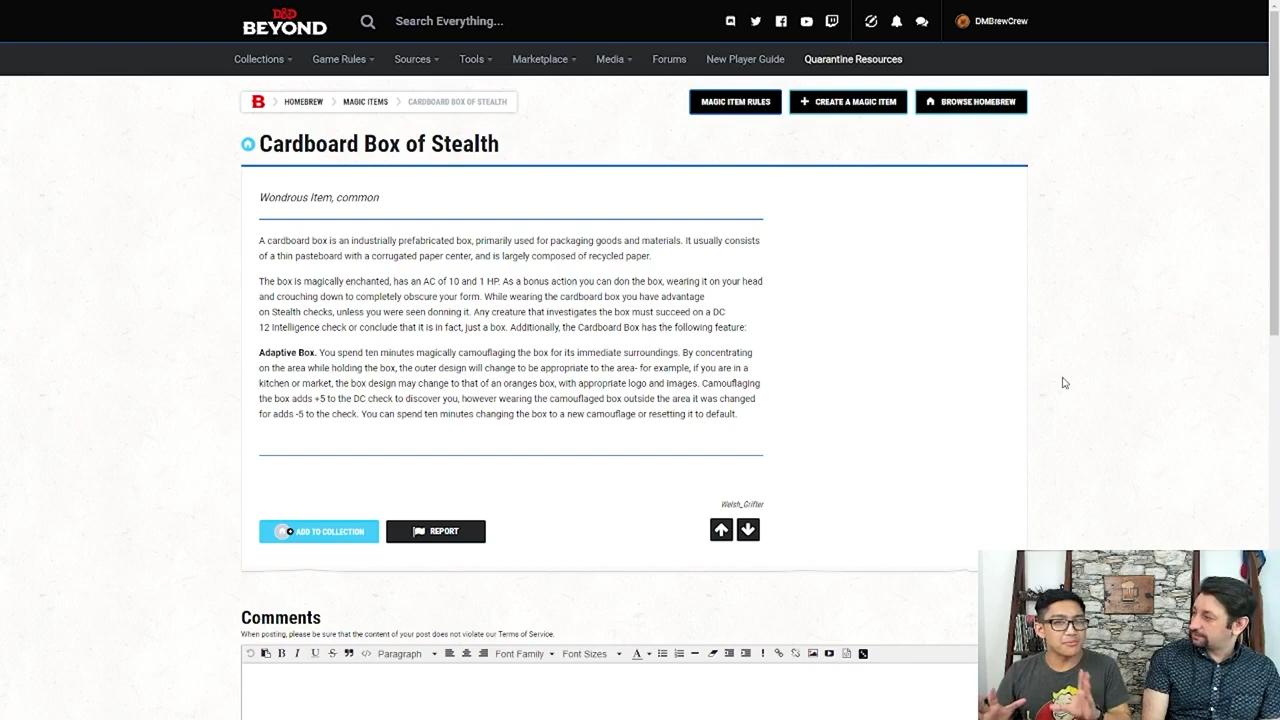 D&D
BEYOND
Search Everything...
DMBrewCrew
Collections
Game Rules
Sources
Tools
Marketplace
Media
Forums
New Player Guide
Quarantine Resources
B
HOMEBREW
MAGIC ITEMS
CARDBOARD BOX OF STEALTH
MAGIC ITEM RULES
+ CREATE A MAGIC ITEM
BROWSE HOMEBREW
Cardboard Box of Stealth
Wondrous Item, common
A cardboard box is an industrially prefabricated box, primarily used for packaging goods and materials. It usually consists
of a thin pasteboard with a corrugated paper center, and is largely composed of recycled paper.
The box is magically enchanted, has an AC of 10 and 1 HP. As a bonus action you can don the box, wearing it on your head
and crouching down to completely obscure your form. While wearing the cardboard box you have advantage
on Stealth checks, unless you were seen donning it. Any creature that investigates the box must succeed on a DC
12 Intelligence check or conclude that it is in fact, just a box. Additionally, the Cardboard Box has the following feature:
Adaptive Box. You spend ten minutes magically camouflaging the box for its immediate surroundings. By concentrating
on the area while holding the box, the outer design will change to be appropriate to the area- for example, if you are in a
kitchen or market, the box design may change to that of an oranges box, with appropriate logo and images. Camouflaging
the box adds +5 to the DC check to discover you, however wearing the camouflaged box outside the area it was changed
for adds -5 to the check. You can spend ten minutes changing the box to a new camouflage or resetting it to default.
Welsh_Grifter
ADD TO COLLECTION
REPORT
Comments
When posting, please be sure that the content of your post does not violate our Terms of Service.
B I U S
Paragraph
Font Family
Font Sizes
A